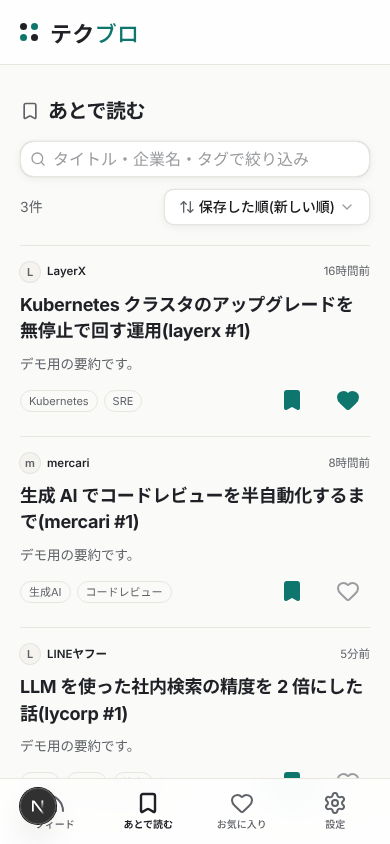 テクブロ
あとで読む
タイトル・企業名・タグで絞り込み
3件
保存した順(新しい順)
L LayerX 16時間前
Kubernetes クラスタのアップグレードを
無停止で回す運用(layerx #1)
デモ用の要約です。
Kubernetes SRE
m mercari 8時間前
生成 AI でコードレビューを半自動化するま
で(mercari #1)
デモ用の要約です。
生成AI コードレビュー
L LINEヤフー 5分前
LLM を使った社内検索の精度を 2 倍にした
話(lycorp #1)
デモ用の要約です。
N
フィード あとで読む お気に入り 設定